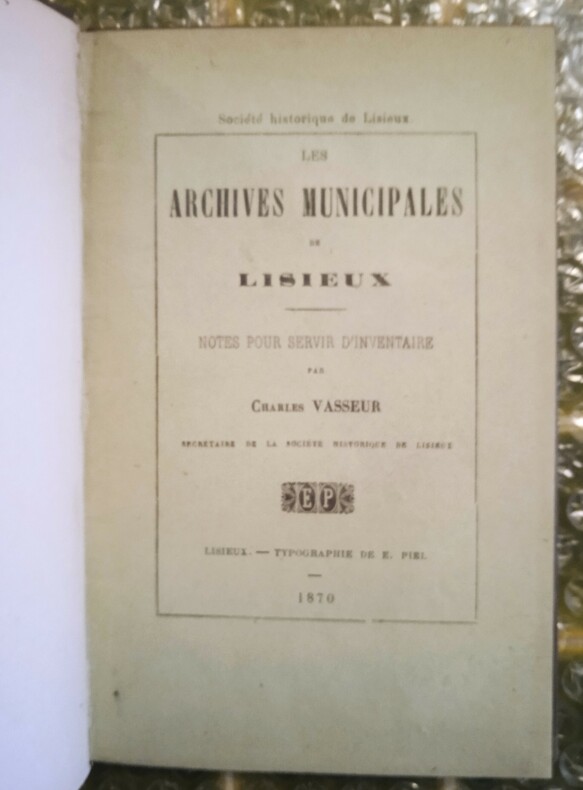 Société historique de Lisieux
LES
ARCHIVES MUNICIPALES
DE
LISIEUX
NOTES POUR SERVIR D'INVENTAIRE
PAR
CHARLES VASSEUR
SECRÉTAIRE DE LA SOCIÉTÉ HISTORIQUE DE LISIEUX
E P
LISIEUX. — TYPOGRAPHIE DE E. PIEL
1870